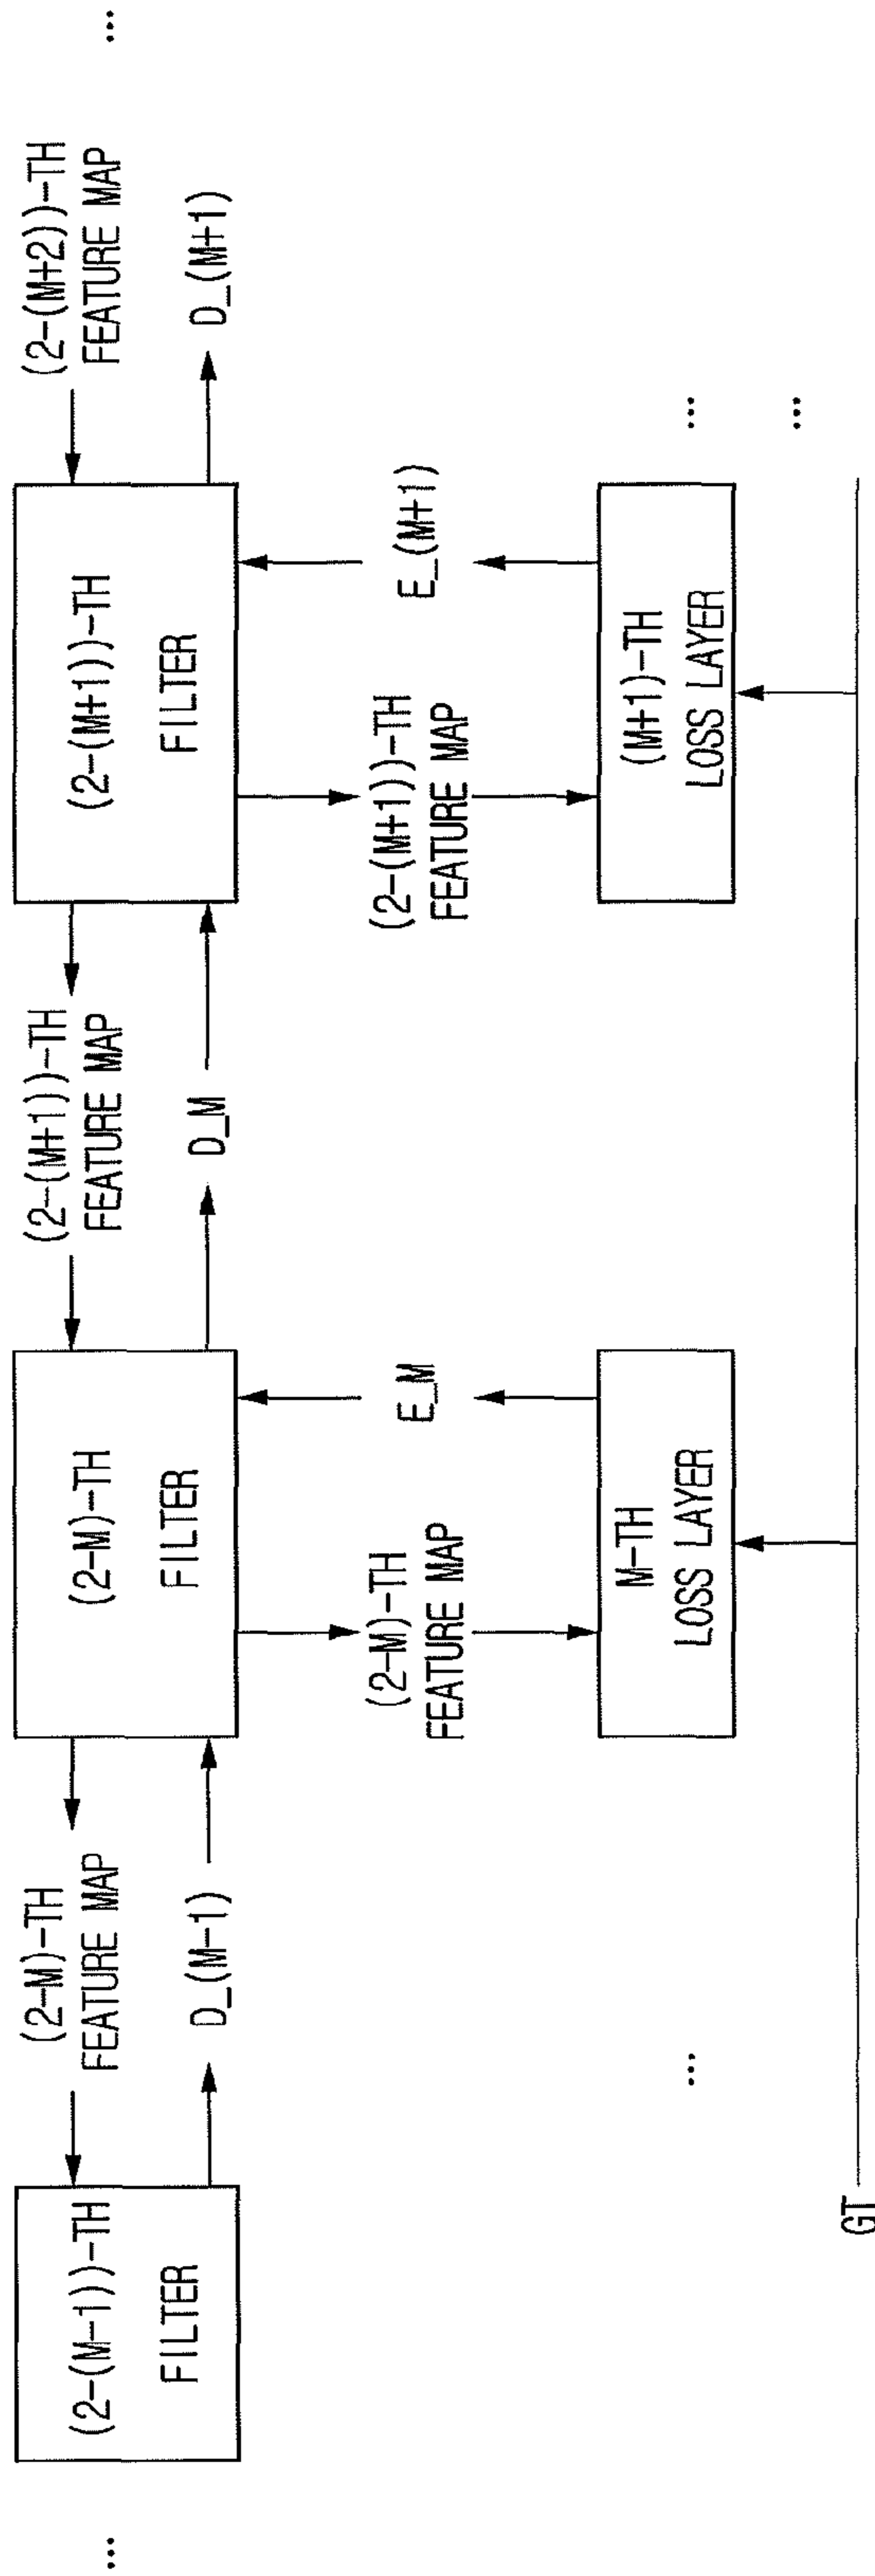 ...
(2-(M-1))-TH
FILTER
(2-M)-TH
FEATURE MAP
D_(M-1)
(2-M)-TH
FILTER
(2-(M+1))-TH
FEATURE MAP
D_M
(2-(M+1))-TH
FILTER
(2-(M+2))-TH
FEATURE MAP
D_(M+1)
...
(2-M)-TH
FEATURE MAP
E_M
(2-(M+1))-TH
FEATURE MAP
E_(M+1)
...
M-TH
LOSS LAYER
(M+1)-TH
LOSS LAYER
...
...
GT